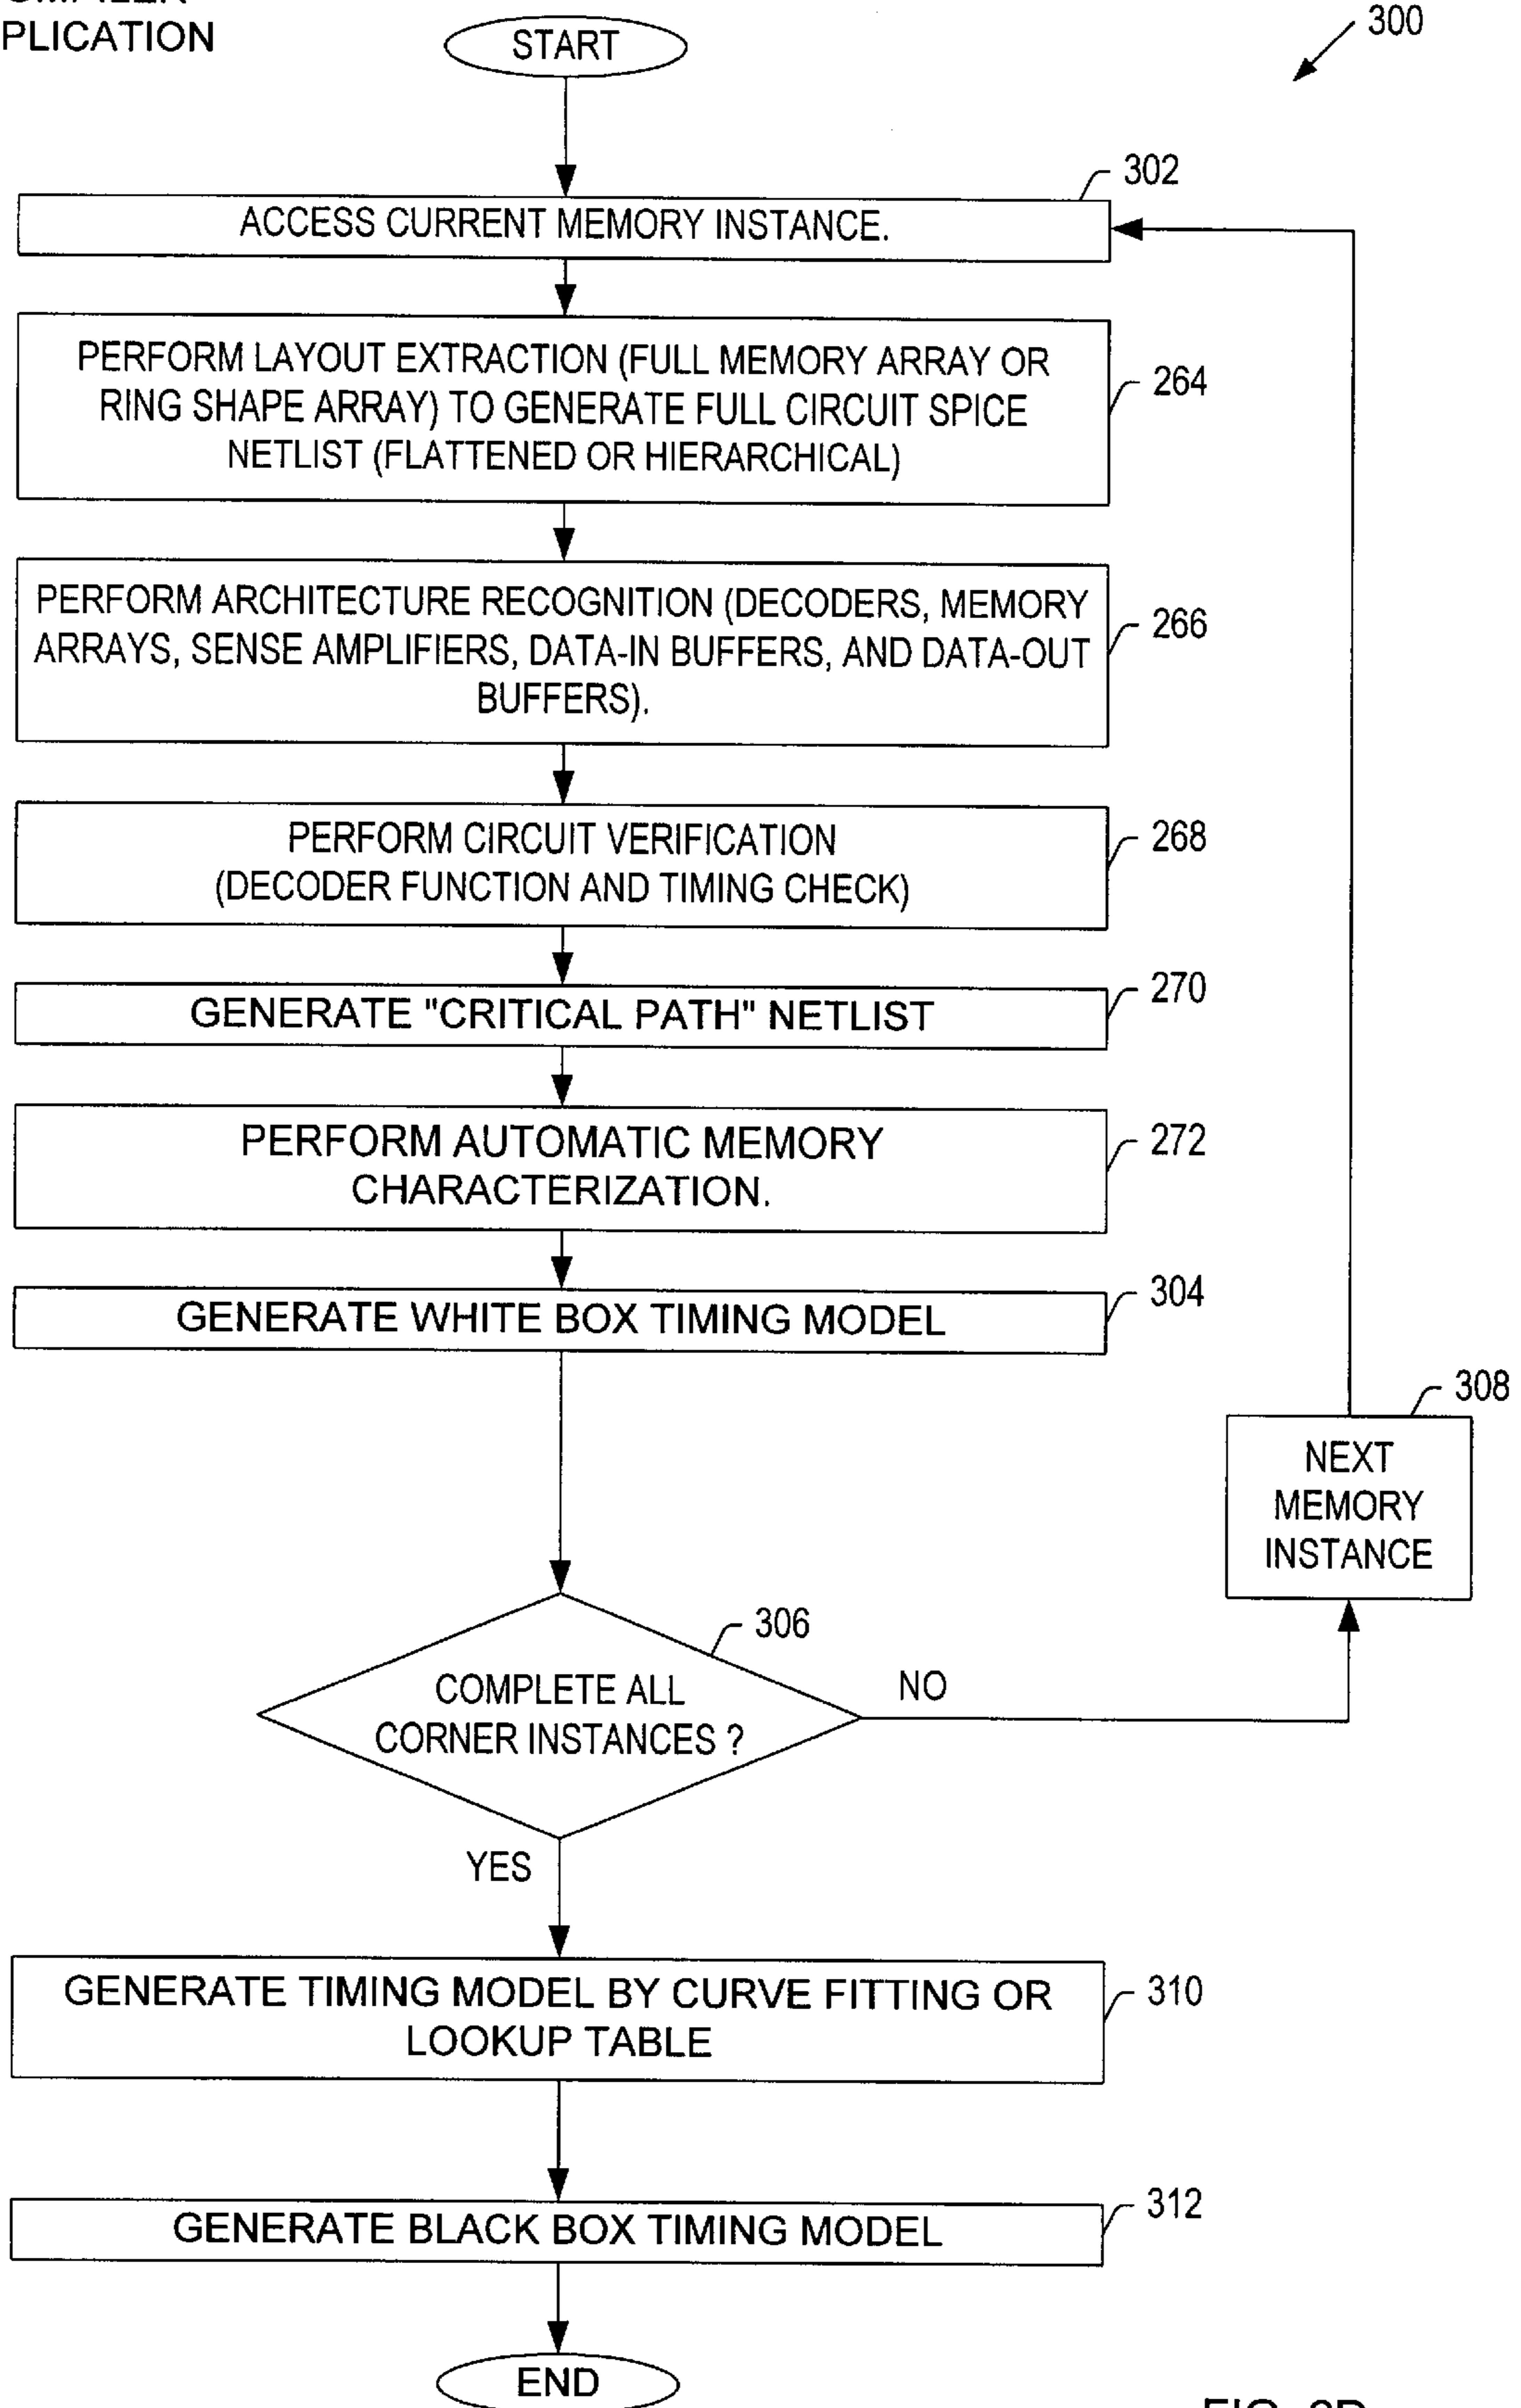 PLICATION
START
300
302
ACCESS CURRENT MEMORY INSTANCE.
PERFORM LAYOUT EXTRACTION (FULL MEMORY ARRAY OR
RING SHAPE ARRAY) TO GENERATE FULL CIRCUIT SPICE
NETLIST (FLATTENED OR HIERARCHICAL)
264
PERFORM ARCHITECTURE RECOGNITION (DECODERS, MEMORY
ARRAYS, SENSE AMPLIFIERS, DATA-IN BUFFERS, AND DATA-OUT
BUFFERS).
266
PERFORM CIRCUIT VERIFICATION
(DECODER FUNCTION AND TIMING CHECK)
268
GENERATE "CRITICAL PATH" NETLIST
270
PERFORM AUTOMATIC MEMORY
CHARACTERIZATION.
272
GENERATE WHITE BOX TIMING MODEL
304
308
NEXT
MEMORY
INSTANCE
306
COMPLETE ALL
CORNER INSTANCES ?
NO
YES
GENERATE TIMING MODEL BY CURVE FITTING OR
LOOKUP TABLE
310
GENERATE BLACK BOX TIMING MODEL
312
END